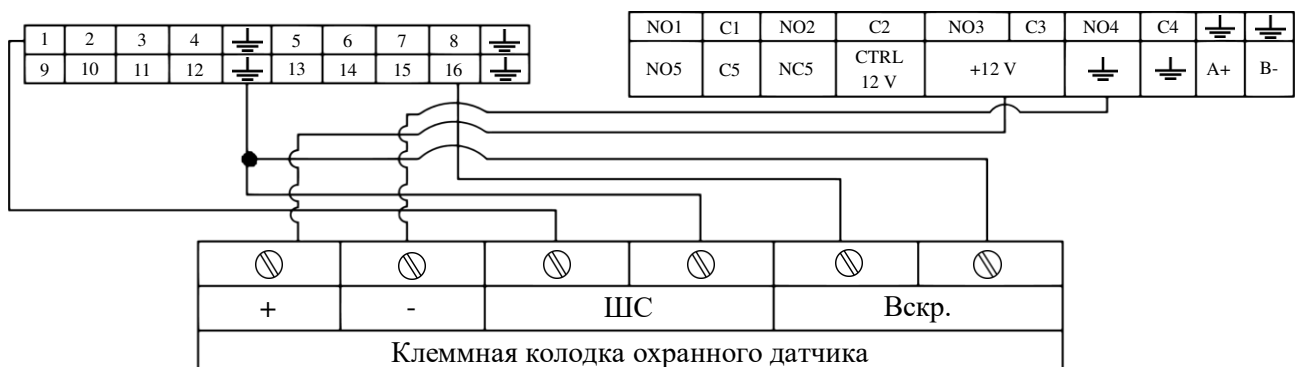 1 2 3 4 5 6 7 8
9 10 11 12 13 14 15 16
NO1 C1 NO2 C2 NO3 C3 NO4 C4
NO5 C5 NC5 CTRL 12 V +12 V A+ B-
+ - ШС Вскр.
Клеммная колодка охранного датчика